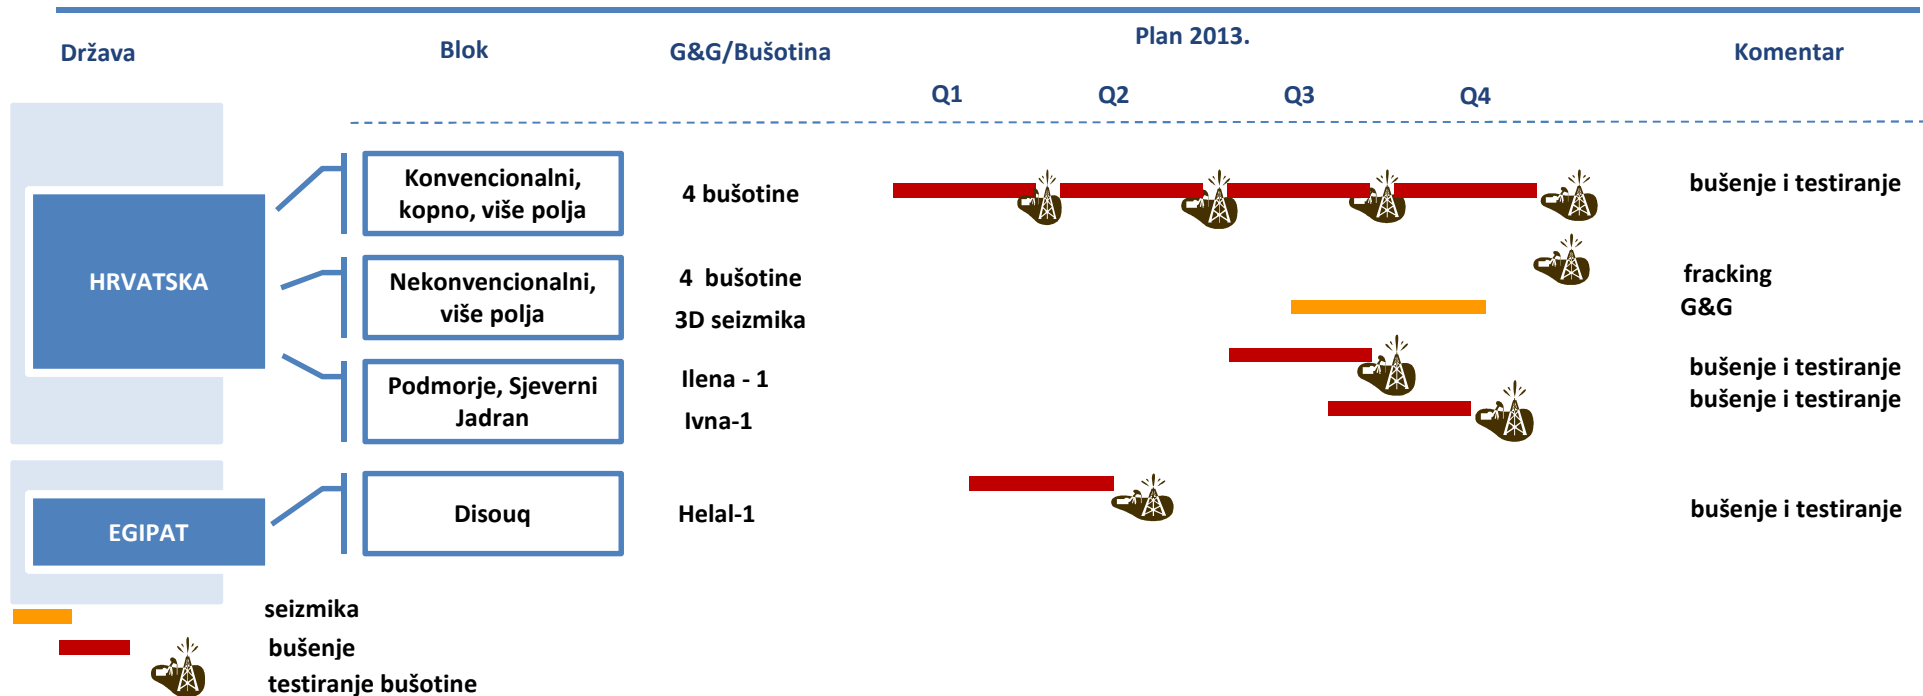 Država
Blok
G&G/Bušotina
Plan 2013.
Komentar
Q1
Q2
Q3
Q4
HRVATSKA
Konvencionalni,
kopno, više polja
4 bušotine
bušenje i testiranje
Nekonvencionalni,
više polja
4 bušotine
fracking
3D seizmika
G&G
Podmorje, Sjeverni
Jadran
Ilena - 1
bušenje i testiranje
Ivna-1
bušenje i testiranje
EGIPAT
Disouq
Helal-1
bušenje i testiranje
seizmika
bušenje
testiranje bušotine